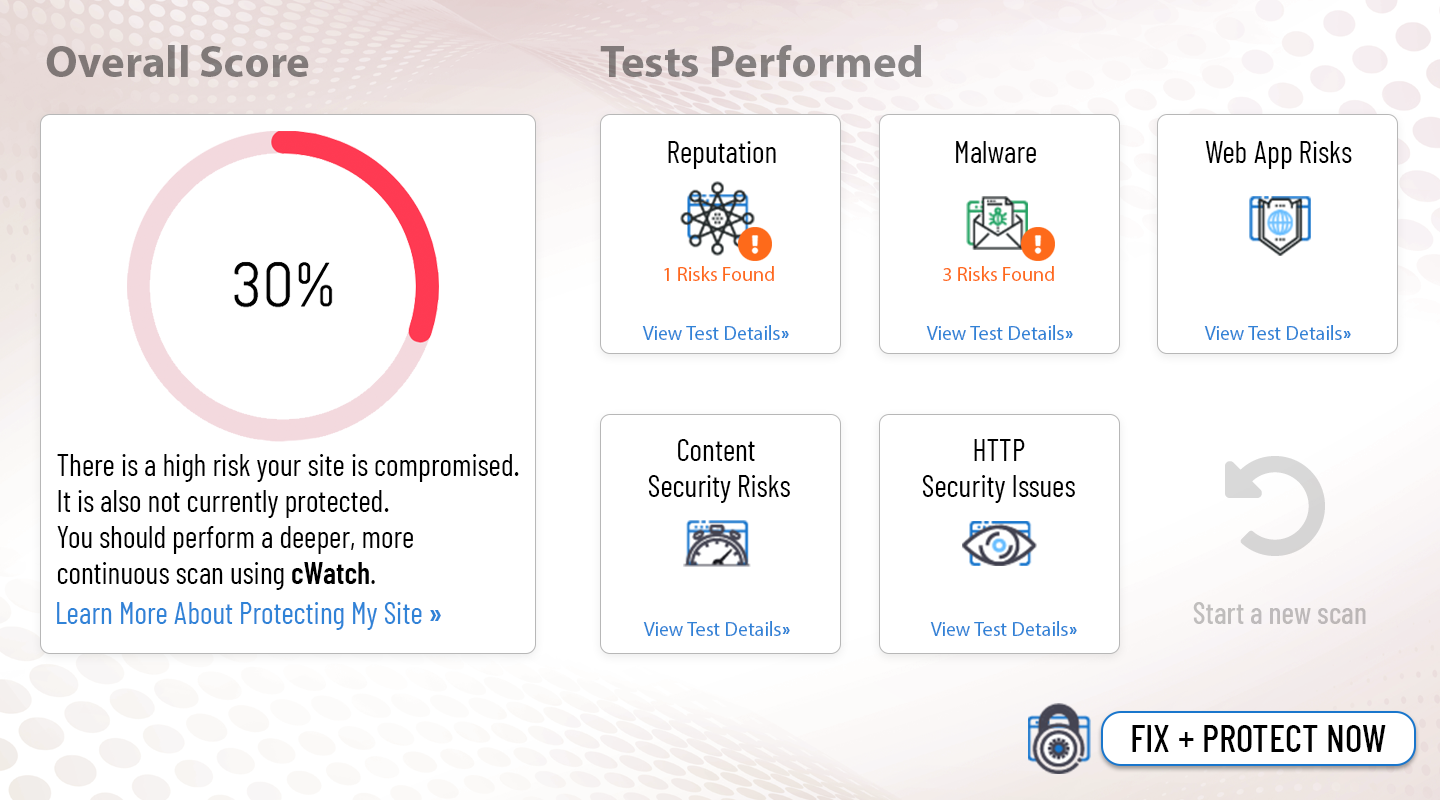 Overall Score
30%
There is a high risk your site is compromised.
It is also not currently protected.
You should perform a deeper, more
continuous scan using cWatch.
Learn More About Protecting My Site »
Tests Performed
Reputation
1 Risks Found
View Test Details»
Malware
3 Risks Found
View Test Details»
Web App Risks
View Test Details»
Content
Security Risks
View Test Details»
HTTP
Security Issues
View Test Details»
Start a new scan
FIX + PROTECT NOW